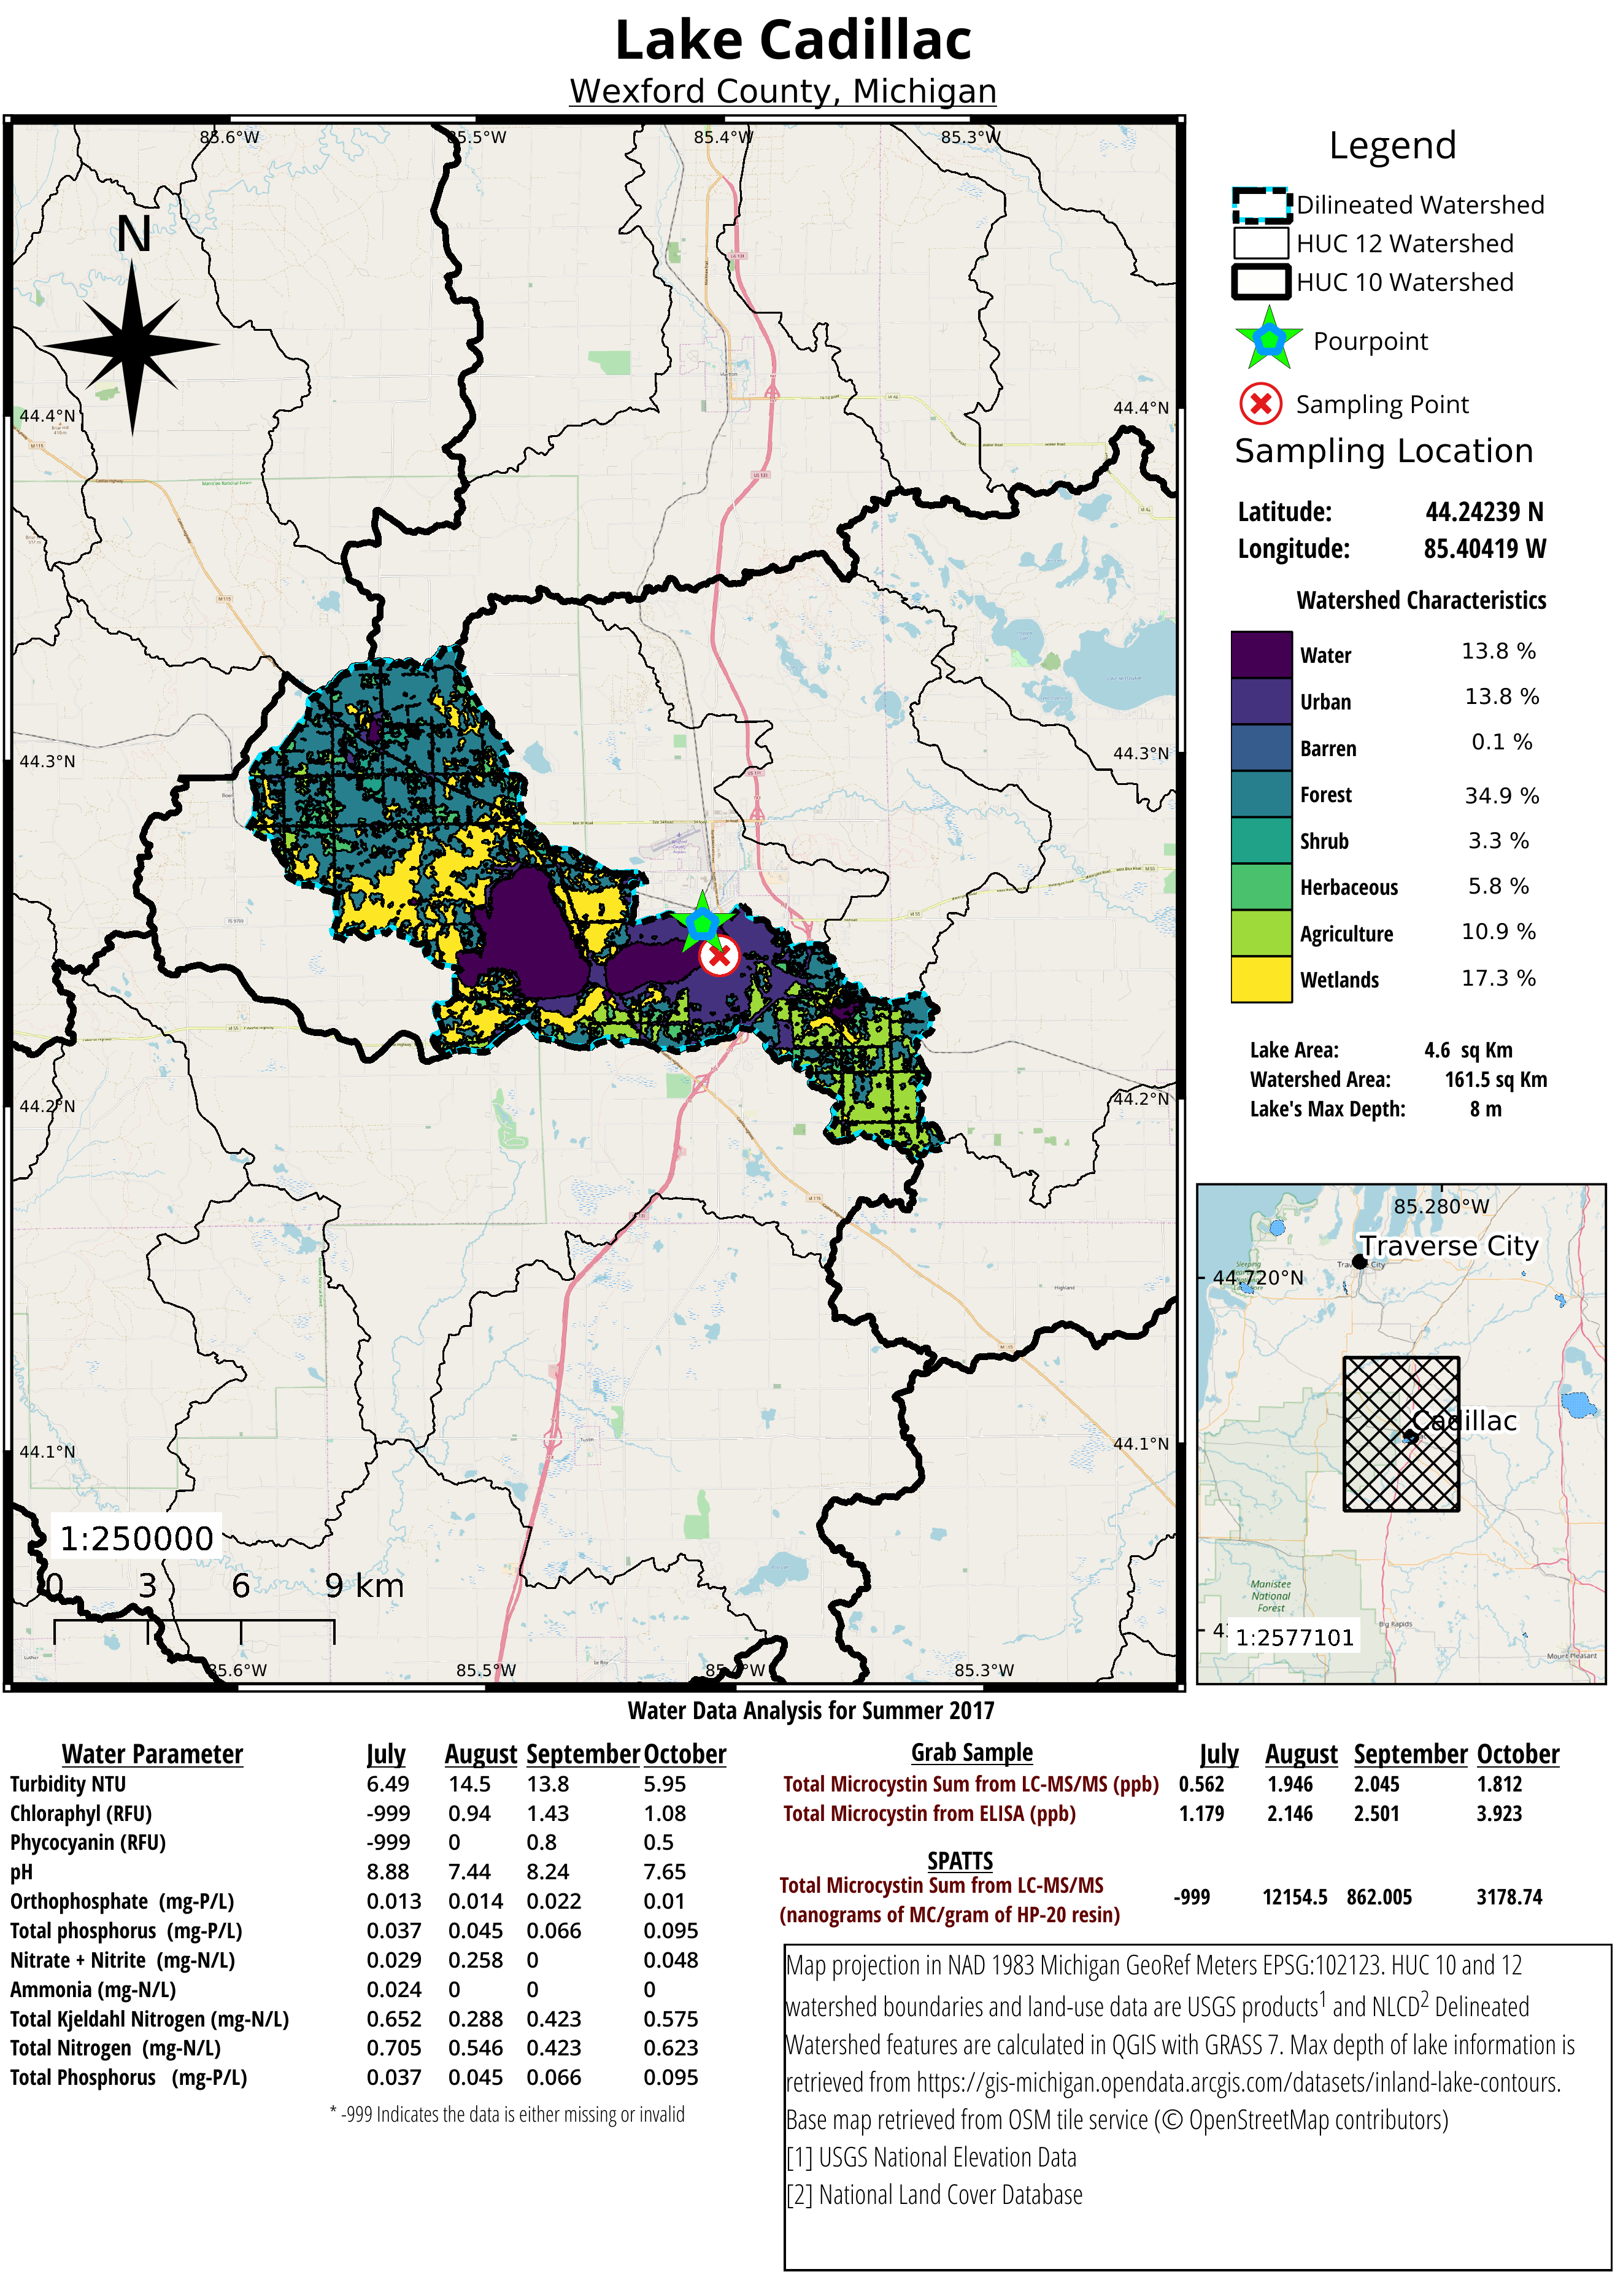 Lake Cadillac
Wexford County, Michigan
85.6°W 85.5°W 85.4°W 85.3°W
N
44.4°N 44.4°N
44.3°N 44.3°N
44.2°N 44.2°N
44.1°N 44.1°N
1:250000
0 3 6 9 km
85.6°W 85.5°W 85.4°W 85.3°W
Legend
Dilineated Watershed
HUC 12 Watershed
HUC 10 Watershed
Pourpoint
Sampling Point
Sampling Location
Latitude: 44.24239 N
Longitude: 85.40419 W
Watershed Characteristics
Water 13.8 %
Urban 13.8 %
Barren 0.1 %
Forest 34.9 %
Shrub 3.3 %
Herbaceous 5.8 %
Agriculture 10.9 %
Wetlands 17.3 %
Lake Area: 4.6 sq Km
Watershed Area: 161.5 sq Km
Lake's Max Depth: 8 m
85.280°W
Traverse City
44.720°N
Cadillac
Manistee
National
Forest
Big Rapids
1:2577101
Mount Pleasant
Water Data Analysis for Summer 2017
Water Parameter July August September October
Turbidity NTU 6.49 14.5 13.8 5.95
Chloraphyl (RFU) -999 0.94 1.43 1.08
Phycocyanin (RFU) -999 0 0.8 0.5
pH 8.88 7.44 8.24 7.65
Orthophosphate (mg-P/L) 0.013 0.014 0.022 0.01
Total phosphorus (mg-P/L) 0.037 0.045 0.066 0.095
Nitrate + Nitrite (mg-N/L) 0.029 0.258 0 0.048
Ammonia (mg-N/L) 0.024 0 0 0
Total Kjeldahl Nitrogen (mg-N/L) 0.652 0.288 0.423 0.575
Total Nitrogen (mg-N/L) 0.705 0.546 0.423 0.623
Total Phosphorus (mg-P/L) 0.037 0.045 0.066 0.095
* -999 Indicates the data is either missing or invalid
Grab Sample July August September October
Total Microcystin Sum from LC-MS/MS (ppb) 0.562 1.946 2.045 1.812
Total Microcystin from ELISA (ppb) 1.179 2.146 2.501 3.923
SPATTS
Total Microcystin Sum from LC-MS/MS
(nanograms of MC/gram of HP-20 resin) -999 12154.5 862.005 3178.74
Map projection in NAD 1983 Michigan GeoRef Meters EPSG:102123. HUC 10 and 12
watershed boundaries and land-use data are USGS products1 and NLCD2 Delineated
Watershed features are calculated in QGIS with GRASS 7. Max depth of lake information is
retrieved from https://gis-michigan.opendata.arcgis.com/datasets/inland-lake-contours.
Base map retrieved from OSM tile service (© OpenStreetMap contributors)
[1] USGS National Elevation Data
[2] National Land Cover Database